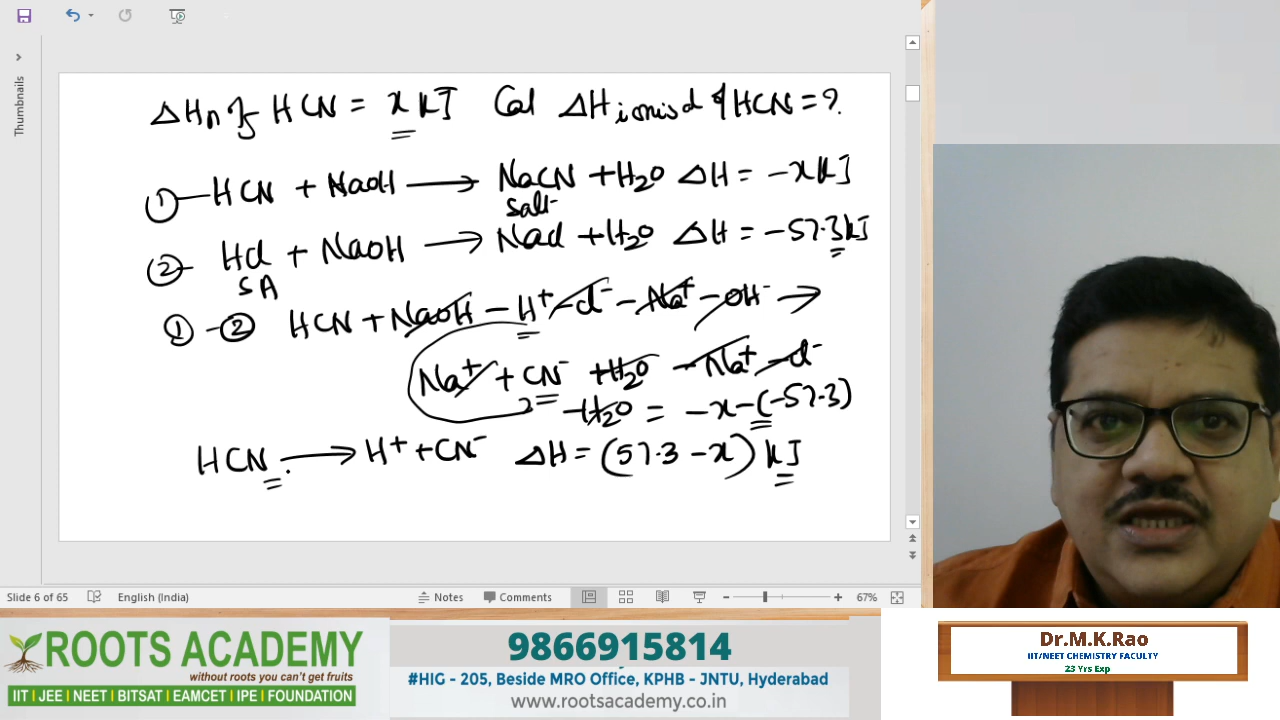 Thumbnails
ΔHn of HCN = x kJ Cal ΔH ionisd of HCN = ?
① HCN + NaOH ⟶ NaCN + H2O ΔH = -x kJ
Salt
② HCl + NaOH ⟶ NaCl + H2O ΔH = -57.3 kJ
SA
① - ② HCN + NaOH - H⁺ - Cl⁻ - Na⁺ - OH⁻ ⟶
Na⁺ + CN⁻ + H2O - Na⁺ - Cl⁻
- H2O = -x - (-57.3)
HCN ⟶ H⁺ + CN⁻ ΔH = (57.3 - x) kJ
Slide 6 of 65 English (India) Notes Comments 67%
ROOTS ACADEMY
without roots you can't get fruits
IIT I JEE I NEET I BITSAT I EAMCET I IPE I FOUNDATION
9866915814
#HIG - 205, Beside MRO Office, KPHB - JNTU, Hyderabad
www.rootsacademy.co.in
Dr.M.K.Rao
IIT/NEET CHEMISTRY FACULTY
23 Yrs Exp